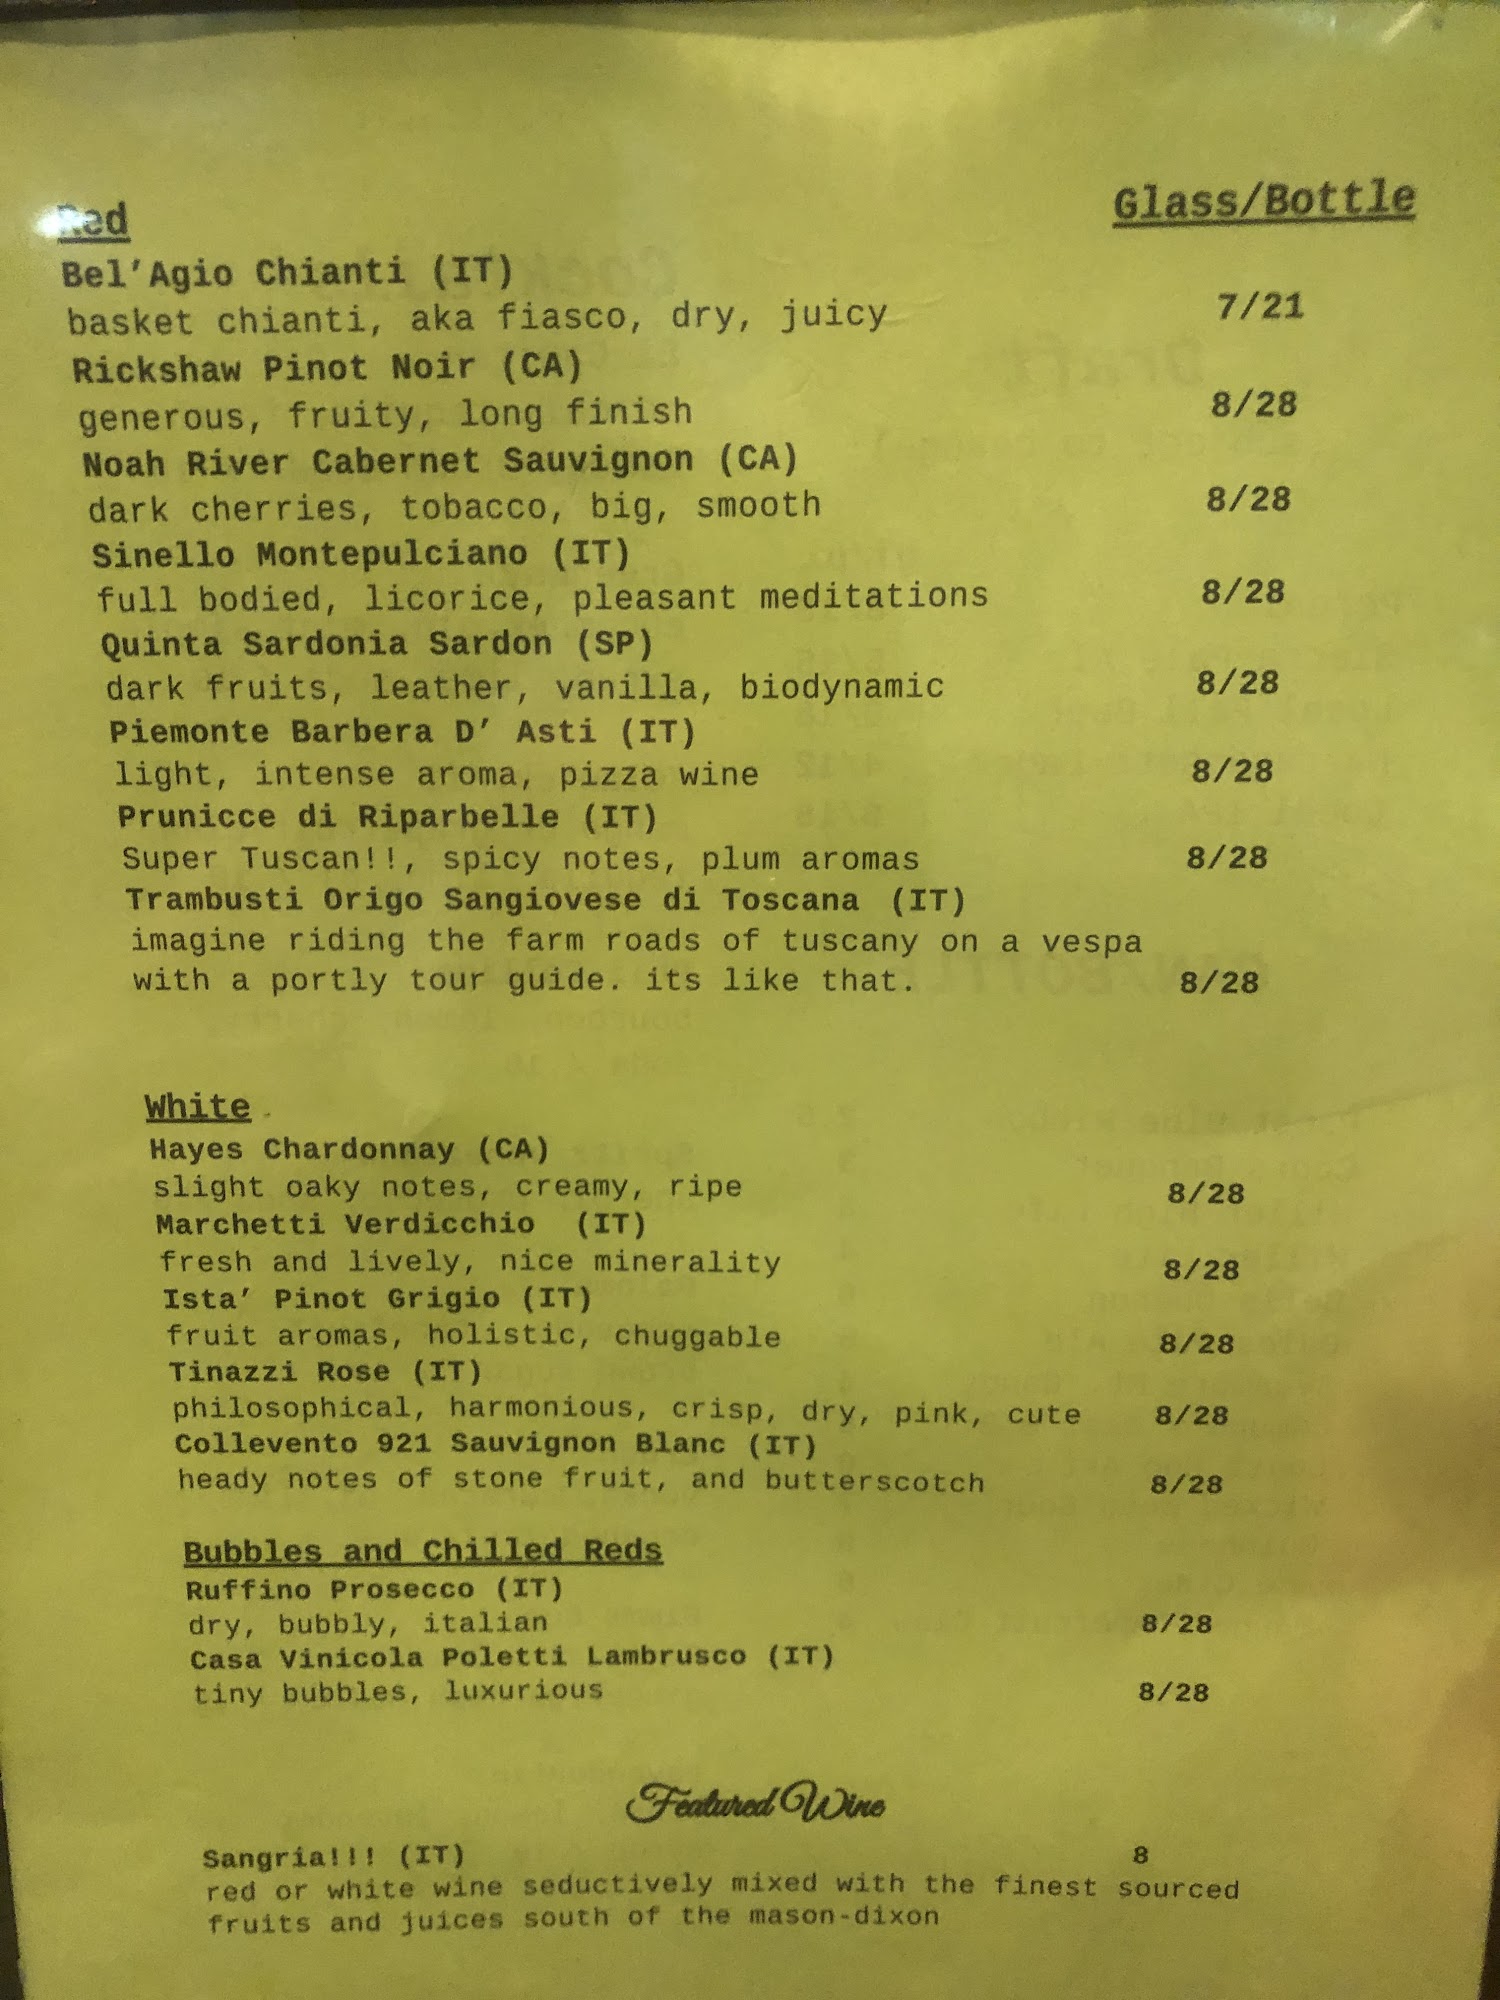 Red
Glass/Bottle
Bel'Agio Chianti (IT)
basket chianti, aka fiasco, dry, juicy 7/21
Rickshaw Pinot Noir (CA)
generous, fruity, long finish 8/28
Noah River Cabernet Sauvignon (CA)
dark cherries, tobacco, big, smooth 8/28
Sinello Montepulciano (IT)
full bodied, licorice, pleasant meditations 8/28
Quinta Sardonia Sardon (SP)
dark fruits, leather, vanilla, biodynamic 8/28
Piemonte Barbera D' Asti (IT)
light, intense aroma, pizza wine 8/28
Prunicce di Riparbelle (IT)
Super Tuscan!!, spicy notes, plum aromas 8/28
Trambusti Origo Sangiovese di Toscana (IT)
imagine riding the farm roads of tuscany on a vespa
with a portly tour guide. its like that. 8/28
White
Hayes Chardonnay (CA)
slight oaky notes, creamy, ripe 8/28
Marchetti Verdicchio (IT)
fresh and lively, nice minerality 8/28
Ista' Pinot Grigio (IT)
fruit aromas, holistic, chuggable 8/28
Tinazzi Rose (IT)
philosophical, harmonious, crisp, dry, pink, cute 8/28
Collevento 921 Sauvignon Blanc (IT)
heady notes of stone fruit, and butterscotch 8/28
Bubbles and Chilled Reds
Ruffino Prosecco (IT)
dry, bubbly, italian 8/28
Casa Vinicola Poletti Lambrusco (IT)
tiny bubbles, luxurious 8/28
Featured Wine
Sangria!!! (IT) 8
red or white wine seductively mixed with the finest sourced
fruits and juices south of the mason-dixon